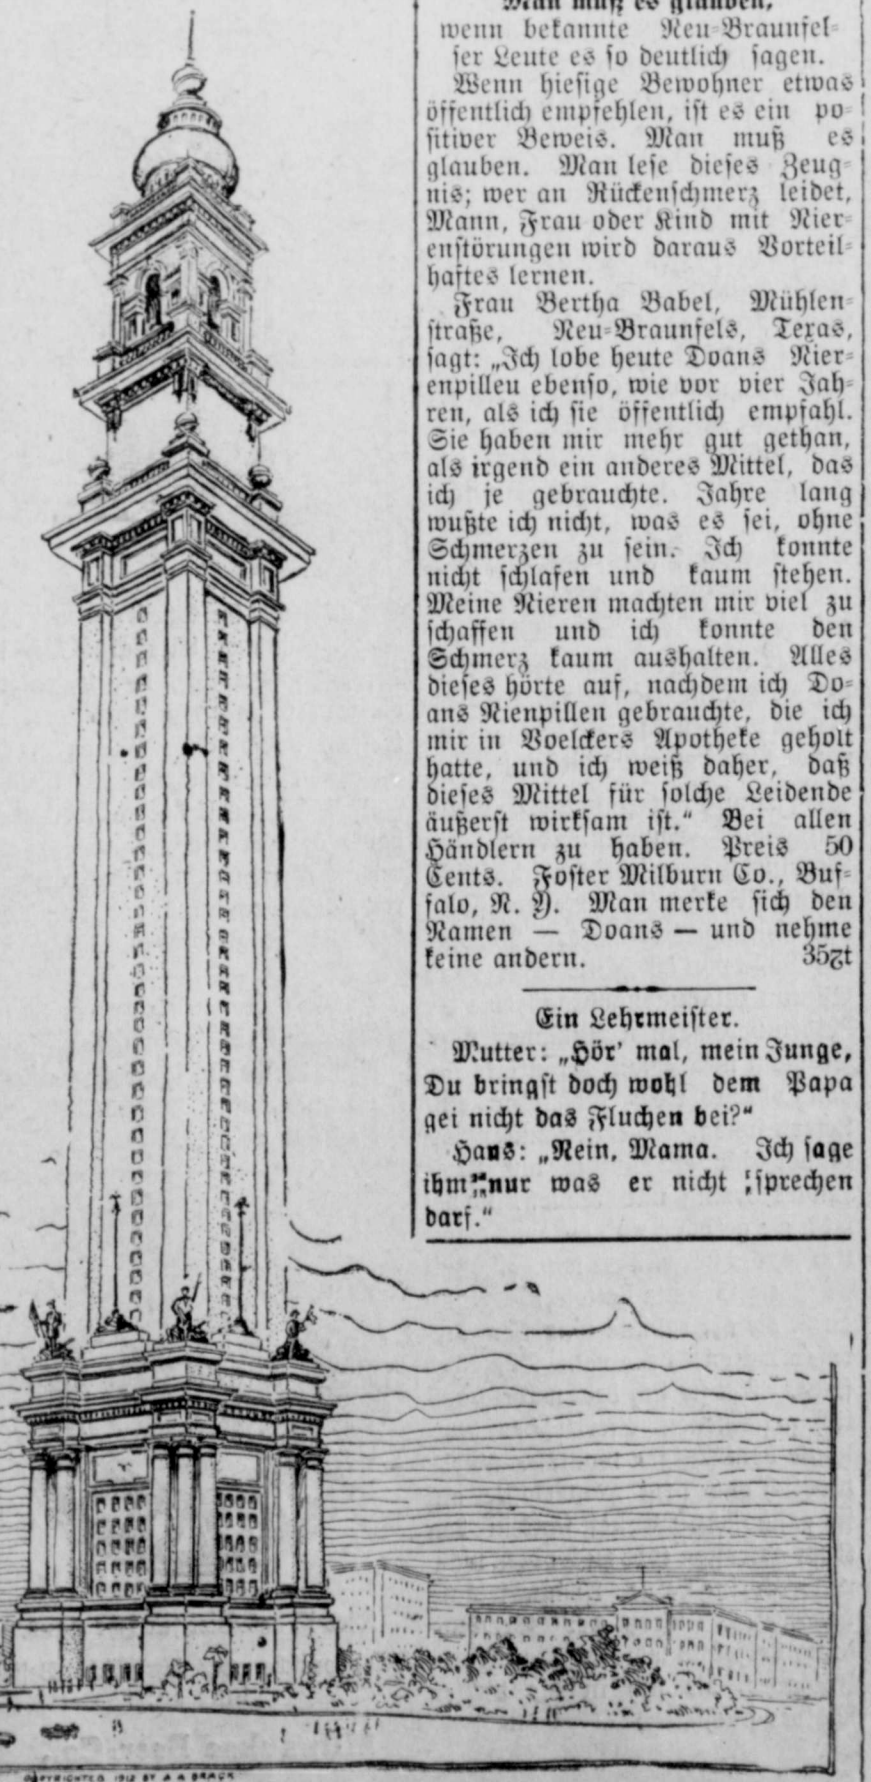 Man muß es glauben,
wenn bekannte Neu-Braunfel-
ser Leute es so deutlich sagen.
Wenn hiesige Bewohner etwas
öffentlich empfehlen, ist es ein po-
sitiver Beweis. Man muß es
glauben. Man lese dieses Zeug-
nis; wer an Rückenschmerz leidet,
Mann, Frau oder Kind mit Nier-
enstörungen wird daraus Vorteil-
haftes lernen.
Frau Bertha Babel, Mühlen-
straße, Neu-Braunfels, Texas,
sagt: „Ich lobe heute Doans Nier-
enpilleu ebenso, wie vor vier Jah-
ren, als ich sie öffentlich empfahl.
Sie haben mir mehr gut gethan,
als irgend ein anderes Mittel, das
ich je gebrauchte. Jahre lang
wußte ich nicht, was es sei, ohne
Schmerzen zu sein. Ich konnte
nicht schlafen und kaum stehen.
Meine Nieren machten mir viel zu
schaffen und ich konnte den
Schmerz kaum aushalten. Alles
dieses hörte auf, nachdem ich Do-
ans Nienpillen gebrauchte, die ich
mir in Voelckers Apotheke geholt
hatte, und ich weiß daher, daß
dieses Mittel für solche Leidende
äußerst wirksam ist.“ Bei allen
Händlern zu haben. Preis 50
Cents. Foster Milburn Co., Buf-
falo, N. Y. Man merke sich den
Namen — Doans — und nehme
keine andern. 35 2t
Ein Lehrmeister.
Mutter: „Hör' mal, mein Junge,
Du bringst doch wohl dem Papa
gei nicht das Fluchen bei?“
Hans: „Nein, Mama. Ich sage
ihm nur was er nicht sprechen
darf.“
COPYRIGHTED 1912 BY A A BRACK